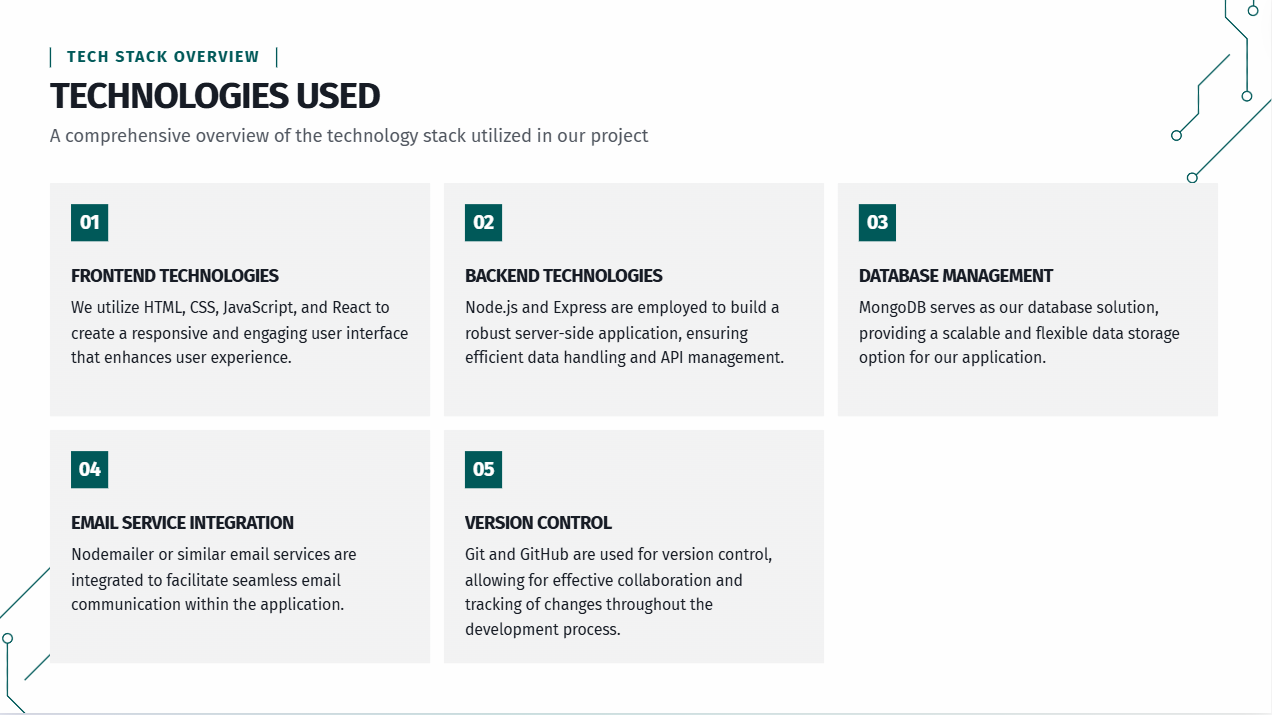 TECH STACK OVERVIEW
TECHNOLOGIES USED
A comprehensive overview of the technology stack utilized in our project
01
FRONTEND TECHNOLOGIES
We utilize HTML, CSS, JavaScript, and React to
create a responsive and engaging user interface
that enhances user experience.
02
BACKEND TECHNOLOGIES
Node.js and Express are employed to build a
robust server-side application, ensuring
efficient data handling and API management.
03
DATABASE MANAGEMENT
MongoDB serves as our database solution,
providing a scalable and flexible data storage
option for our application.
04
EMAIL SERVICE INTEGRATION
Nodemailer or similar email services are
integrated to facilitate seamless email
communication within the application.
05
VERSION CONTROL
Git and GitHub are used for version control,
allowing for effective collaboration and
tracking of changes throughout the
development process.